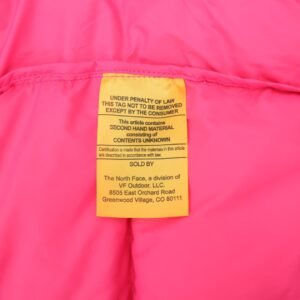 UNDER PENALTY OF LAW
THIS TAG NOT TO BE REMOVED
EXCEPT BY THE CONSUMER
This article contains
SECOND HAND MATERIAL
consisting of
CONTENTS UNKNOWN
Certification is made that the materials in this article
are described in accordance with law.
SOLD BY
The North Face, a division of
VF Outdoor, LLC.
8505 East Orchard Road
Greenwood Village, CO 80111